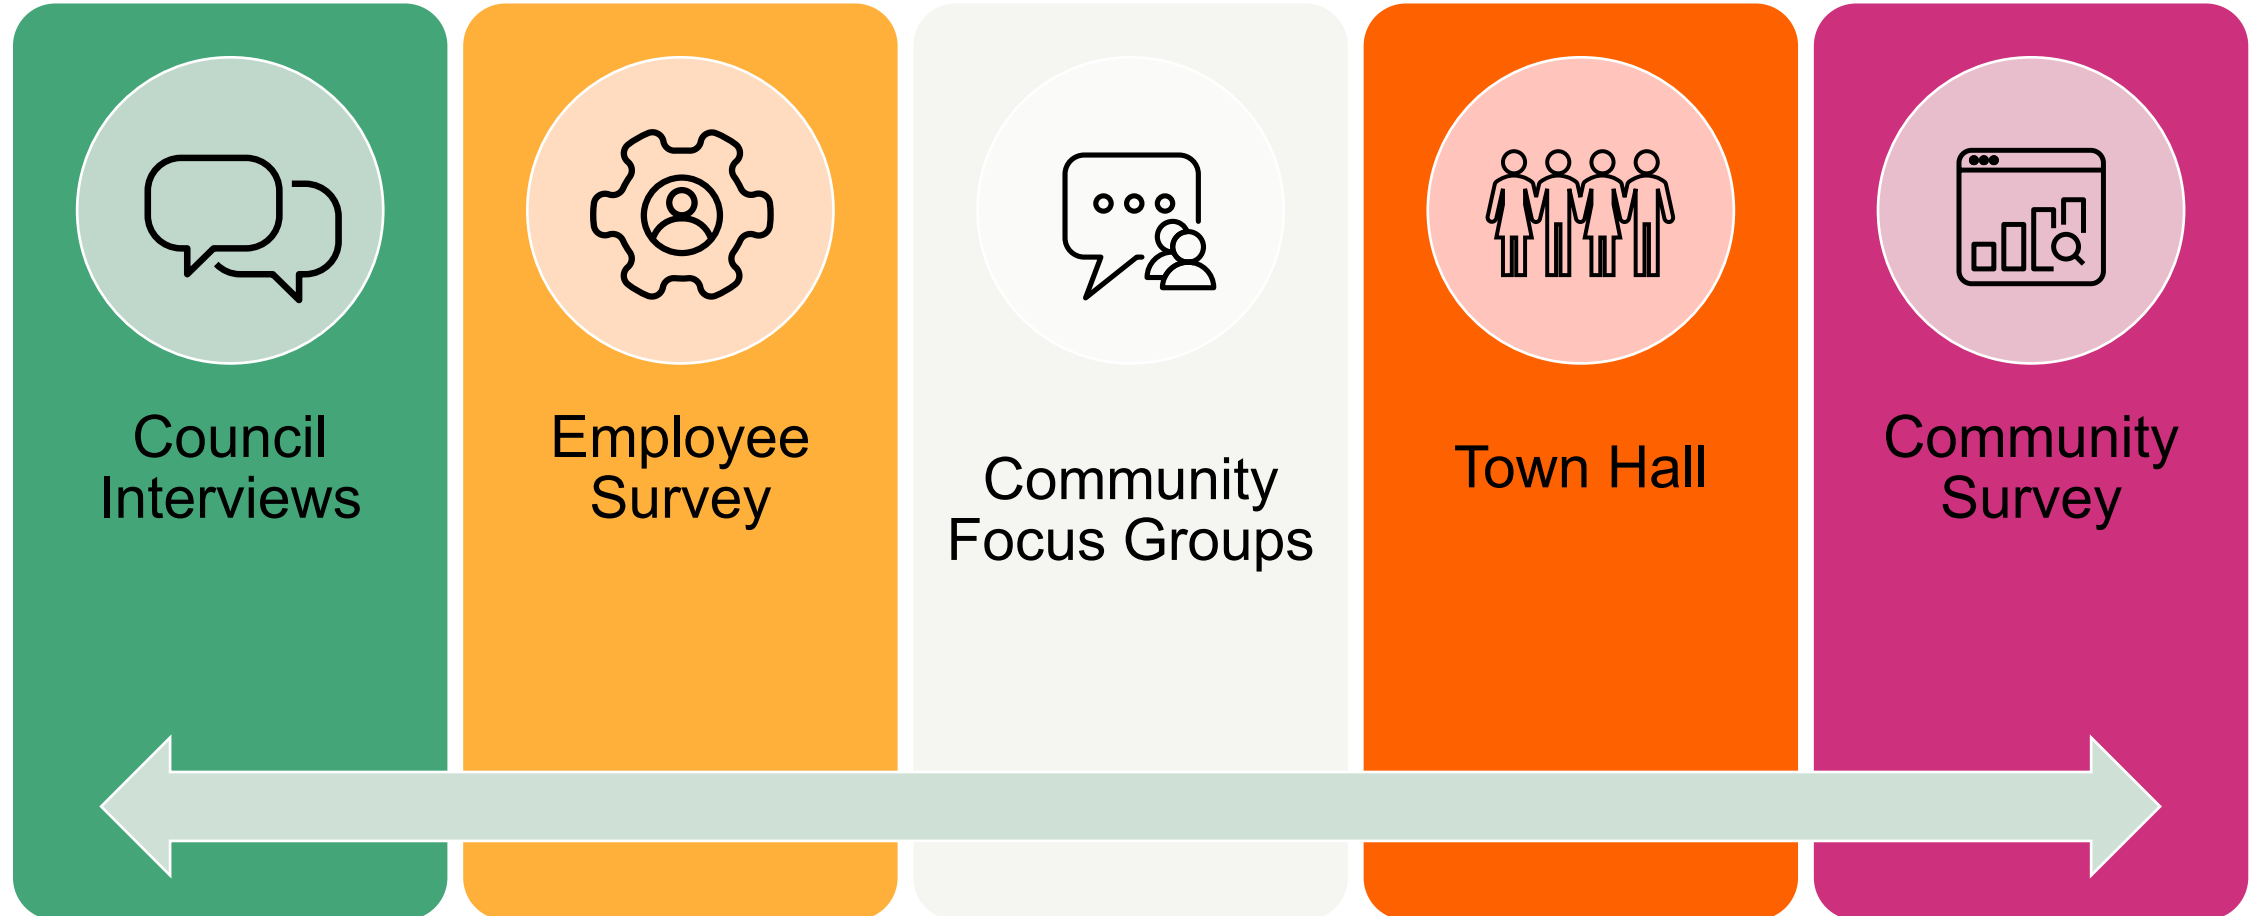 Council
Interviews
Employee
Survey
Community
Focus Groups
Town Hall
Community
Survey